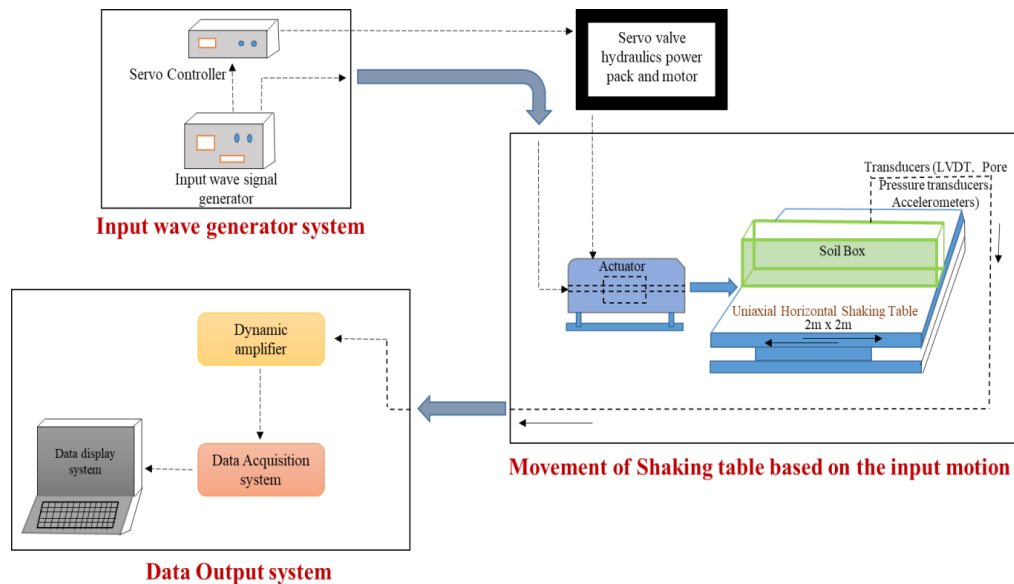 Servo Controller
Input wave signal
generator
Input wave generator system
Servo valve
hydraulics power
pack and motor
Transducers (LVDT, Pore
Pressure transducers,
Accelerometers)
Soil Box
Actuator
Uniaxial Horizontal Shaking Table
2m x 2m
Movement of Shaking table based on the input motion
Dynamic
amplifier
Data Acquisition
system
Data display
system
Data Output system